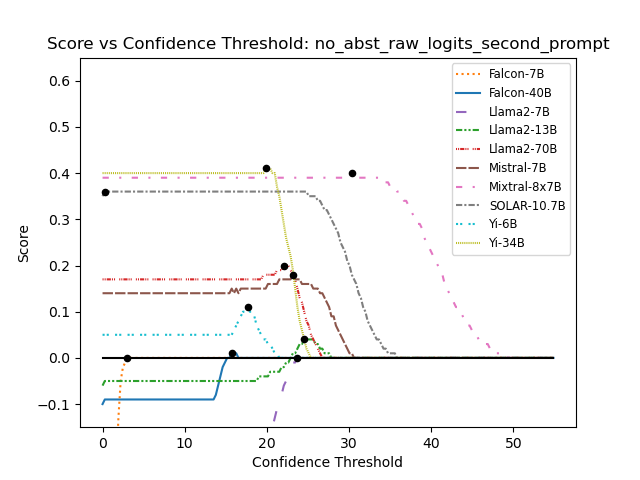 Score vs Confidence Threshold: no_abst_raw_logits_second_prompt
0.6
0.5
0.4
0.3
0.2
0.1
0.0
−0.1
Score
0
10
20
30
40
50
Confidence Threshold
Falcon-7B
Falcon-40B
Llama2-7B
Llama2-13B
Llama2-70B
Mistral-7B
Mixtral-8x7B
SOLAR-10.7B
Yi-6B
Yi-34B